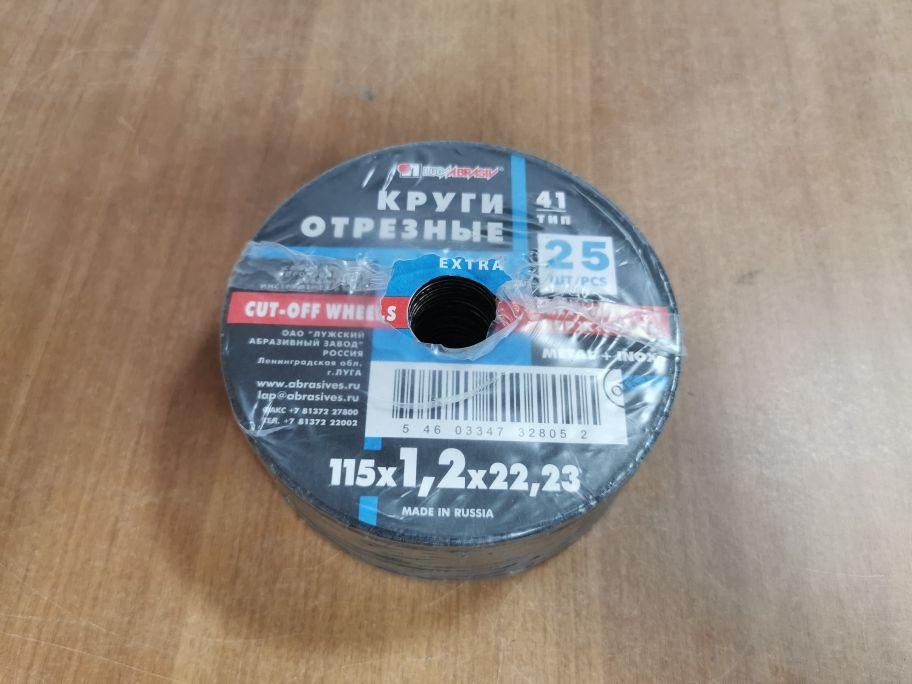 LUGAABRASIV
КРУГИ
ОТРЕЗНЫЕ
EXTRA
41
ТИП
25
ШТ/PCS
CUT-OFF WHEELS
METAL + INOX
ОАО "ЛУЖСКИЙ
АБРАЗИВНЫЙ ЗАВОД"
РОССИЯ
Ленинградская обл.
г.ЛУГА
www.abrasives.ru
lap@abrasives.ru
ФАКС +7 81372 27800
ТЕЛ. +7 81372 22002
5 46 03347 32805 2
115x1,2x22,23
MADE IN RUSSIA